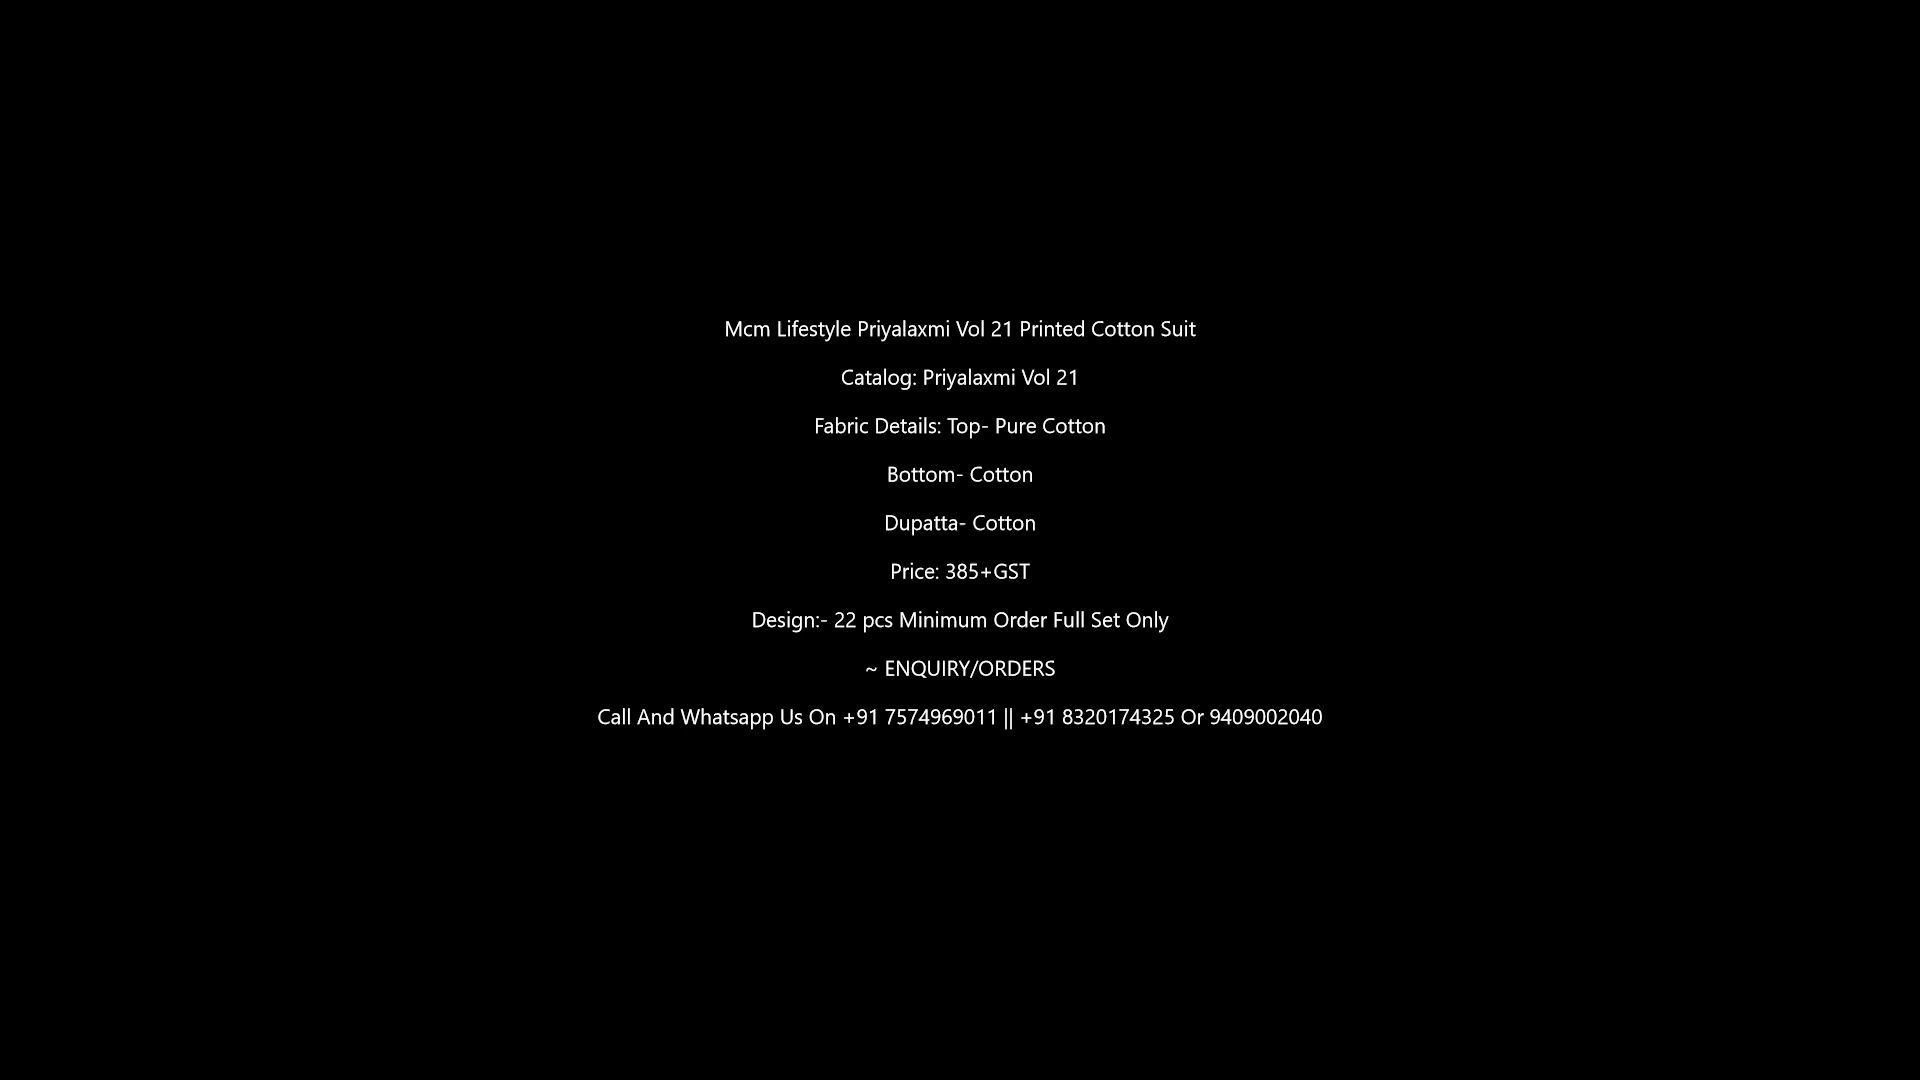 Mcm Lifestyle Priyalaxmi Vol 21 Printed Cotton Suit
Catalog: Priyalaxmi Vol 21
Fabric Details: Top- Pure Cotton
Bottom- Cotton
Dupatta- Cotton
Price: 385+GST
Design:- 22 pcs Minimum Order Full Set Only
~ ENQUIRY/ORDERS
Call And Whatsapp Us On +91 7574969011 || +91 8320174325 Or 9409002040